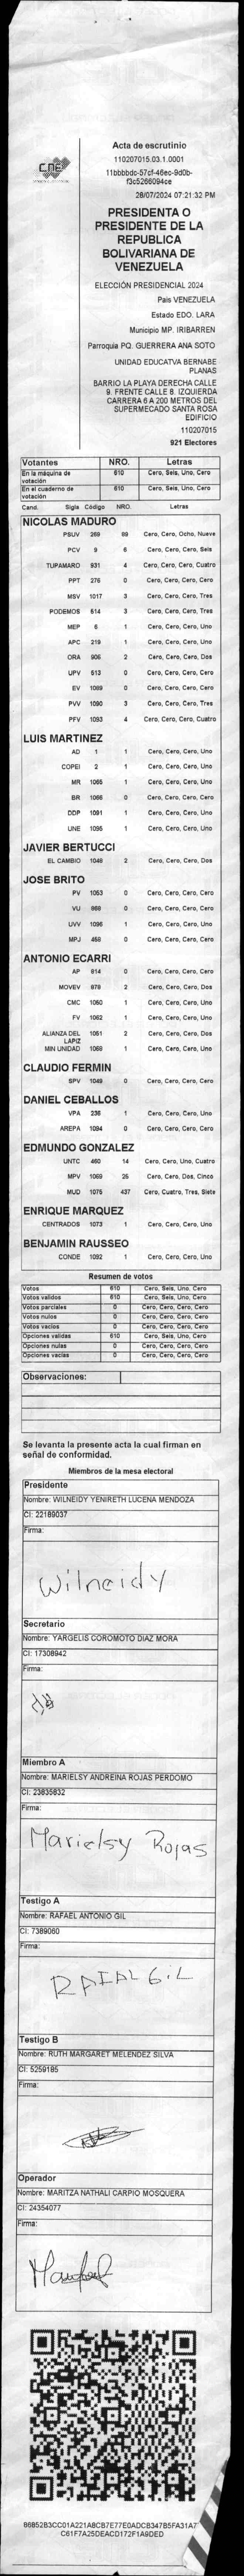 CNE
Acta de escrutinio
110207015.03.1.0001
11bbbbdc-57cf-46ec-9d0b-
f3c5266094ce
28/07/2024 07:21:32 PM
PRESIDENTA O
PRESIDENTE DE LA
REPUBLICA
BOLIVARIANA DE
VENEZUELA
ELECCIÓN PRESIDENCIAL 2024
Pais VENEZUELA
Estado EDO. LARA
Municipio MP. IRIBARREN
Parroquia PQ. GUERRERA ANA SOTO
UNIDAD EDUCATVA BERNABE
PLANAS
BARRIO LA PLAYA DERECHA CALLE
9. FRENTE CALLE 8. IZQUIERDA
CARRERA 6 A 200 METROS DEL
SUPERMECADO SANTA ROSA
EDIFICIO
110207015
921 Electores
Votantes NRO. Letras
En la máquina de votación 610 Cero, Seis, Uno, Cero
En el cuaderno de votación 610 Cero, Seis, Uno, Cero
Cand. Sigla Código NRO. Letras
NICOLAS MADURO
PSUV 269 89 Cero, Cero, Ocho, Nueve
PCV 9 6 Cero, Cero, Cero, Seis
TUPAMARO 931 4 Cero, Cero, Cero, Cuatro
PPT 276 0 Cero, Cero, Cero, Cero
MSV 1017 3 Cero, Cero, Cero, Tres
PODEMOS 614 3 Cero, Cero, Cero, Tres
MEP 6 1 Cero, Cero, Cero, Uno
APC 219 1 Cero, Cero, Cero, Uno
ORA 906 2 Cero, Cero, Cero, Dos
UPV 513 0 Cero, Cero, Cero, Cero
EV 1089 0 Cero, Cero, Cero, Cero
PVV 1090 3 Cero, Cero, Cero, Tres
PFV 1093 4 Cero, Cero, Cero, Cuatro
LUIS MARTINEZ
AD 1 1 Cero, Cero, Cero, Uno
COPEI 2 1 Cero, Cero, Cero, Uno
MR 1065 1 Cero, Cero, Cero, Uno
BR 1066 0 Cero, Cero, Cero, Cero
DDP 1091 1 Cero, Cero, Cero, Uno
UNE 1095 1 Cero, Cero, Cero, Uno
JAVIER BERTUCCI
EL CAMBIO 1048 2 Cero, Cero, Cero, Dos
JOSE BRITO
PV 1053 0 Cero, Cero, Cero, Cero
VU 969 0 Cero, Cero, Cero, Cero
UVV 1096 1 Cero, Cero, Cero, Uno
MPJ 459 0 Cero, Cero, Cero, Cero
ANTONIO ECARRI
AP 814 0 Cero, Cero, Cero, Cero
MOVEV 979 2 Cero, Cero, Cero, Dos
CMC 1050 1 Cero, Cero, Cero, Uno
FV 1062 1 Cero, Cero, Cero, Uno
ALIANZA DEL LAPIZ 1051 2 Cero, Cero, Cero, Dos
MIN UNIDAD 1069 1 Cero, Cero, Cero, Uno
CLAUDIO FERMIN
SPV 1049 0 Cero, Cero, Cero, Cero
DANIEL CEBALLOS
VPA 236 1 Cero, Cero, Cero, Uno
AREPA 1084 0 Cero, Cero, Cero, Cero
EDMUNDO GONZALEZ
UNTC 460 14 Cero, Cero, Uno, Cuatro
MPV 1069 25 Cero, Cero, Dos, Cinco
MUD 1075 437 Cero, Cuatro, Tres, Siete
ENRIQUE MARQUEZ
CENTRADOS 1073 1 Cero, Cero, Cero, Uno
BENJAMIN RAUSSEO
CONDE 1092 1 Cero, Cero, Cero, Uno
Resumen de votos
Votos 610 Cero, Seis, Uno, Cero
Votos validos 610 Cero, Seis, Uno, Cero
Votos parciales 0 Cero, Cero, Cero, Cero
Votos nulos 0 Cero, Cero, Cero, Cero
Votos vacios 0 Cero, Cero, Cero, Cero
Opciones validas 610 Cero, Seis, Uno, Cero
Opciones nulas 0 Cero, Cero, Cero, Cero
Opciones vacias 0 Cero, Cero, Cero, Cero
Observaciones:
Se levanta la presente acta la cual firman en
señal de conformidad.
Miembros de la mesa electoral
Presidente
Nombre: WILNEIDY YENIRETH LUCENA MENDOZA
CI: 22189037
Firma:
Wilneidy
Secretario
Nombre: YARGELIS COROMOTO DIAZ MORA
CI: 17308942
Firma:
Miembro A
Nombre: MARIELSY ANDREINA ROJAS PERDOMO
CI: 23835632
Firma:
Marielsy Rojas
Testigo A
Nombre: RAFAEL ANTONIO GIL
CI: 7389060
Firma:
Testigo B
Nombre: RUTH MARGARET MELENDEZ SILVA
CI: 5259185
Firma:
Operador
Nombre: MARITZA NATHALI CARPIO MOSQUERA
CI: 24354077
Firma:
86852B3CC01A221A8CB7E77E0ADCB347B5FA31A7
C61F7A25DEACD172F1A9DED